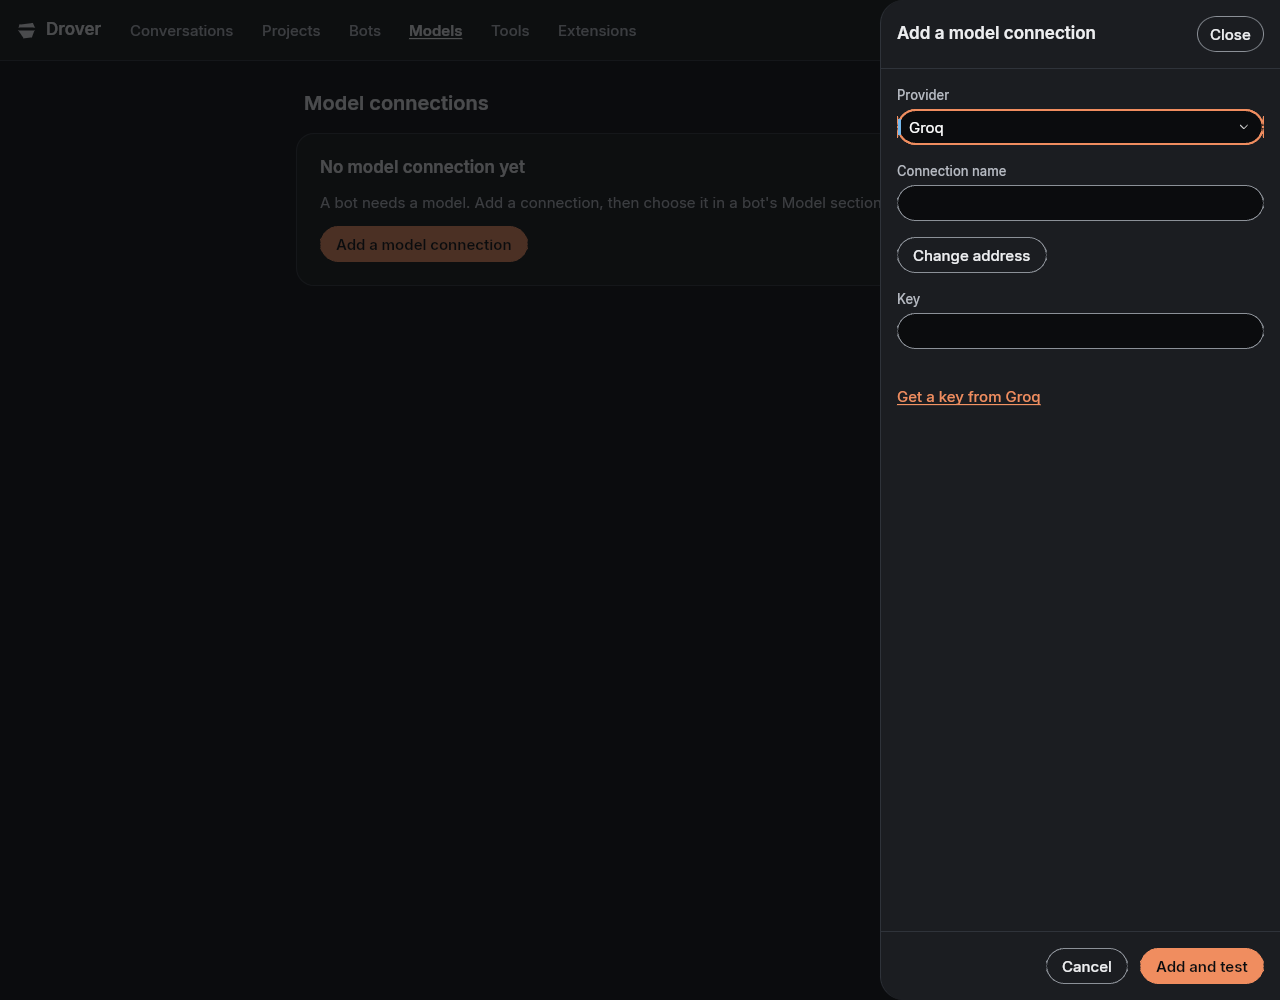 Drover
Conversations
Projects
Bots
Models
Tools
Extensions
Model connections
No model connection yet
A bot needs a model. Add a connection, then choose it in a bot's Model section
Add a model connection
Add a model connection
Close
Provider
Groq
Connection name
Change address
Key
Get a key from Groq
Cancel
Add and test